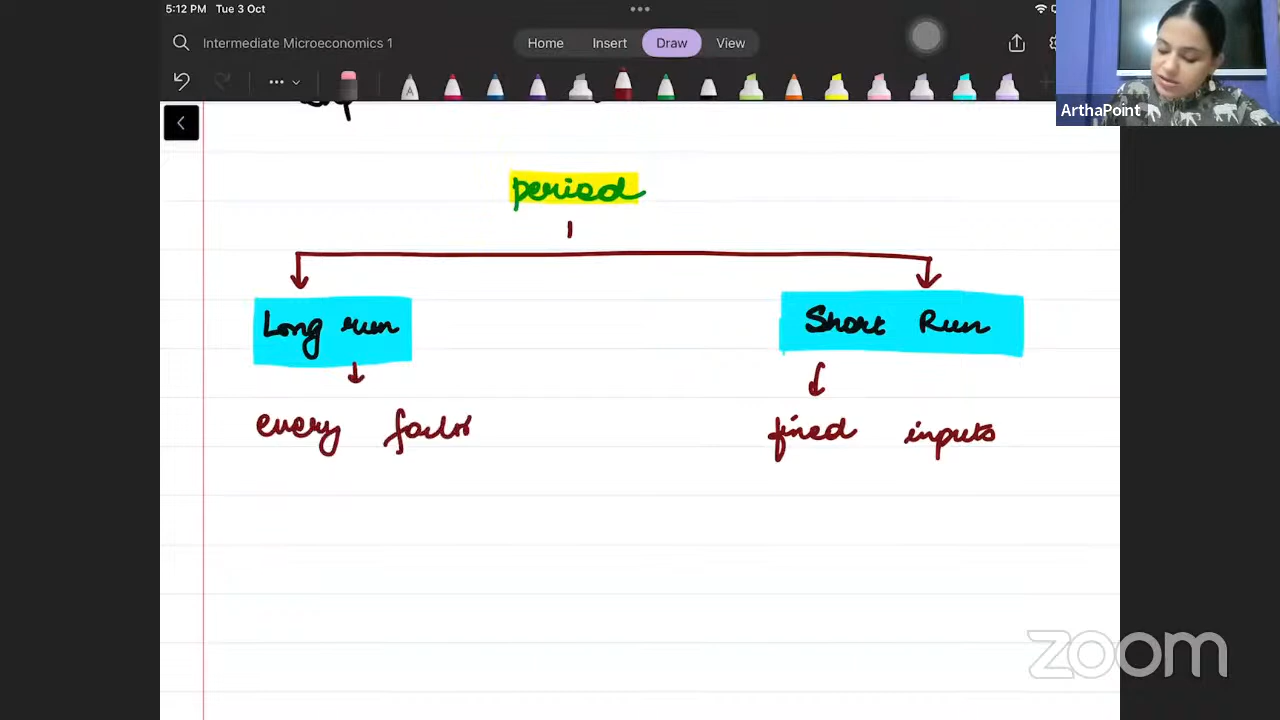 5:12 PM Tue 3 Oct
Intermediate Microeconomics 1
Home Insert Draw View
ArthaPoint
period
Long run
Short Run
every factor
fixed inputs
zoom